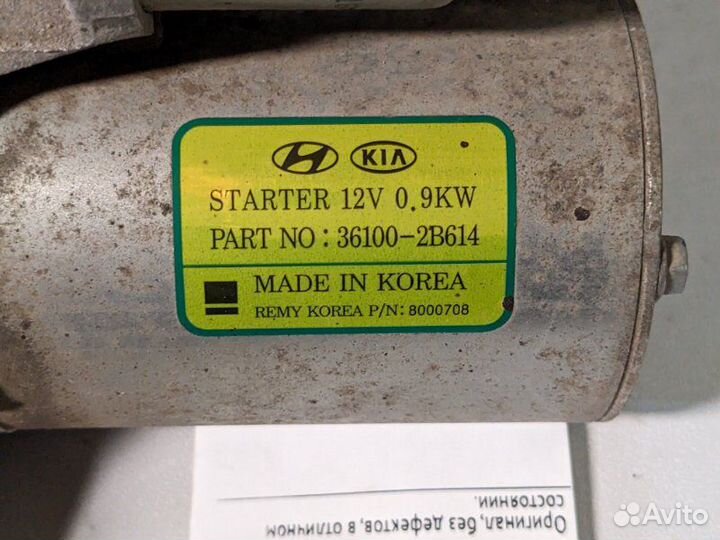 KIA
STARTER 12V 0.9KW
PART NO : 36100-2B614
MADE IN KOREA
REMY KOREA P/N: 8000708
Оригинал, без дефектов, в отличном
состоянии.
Avito